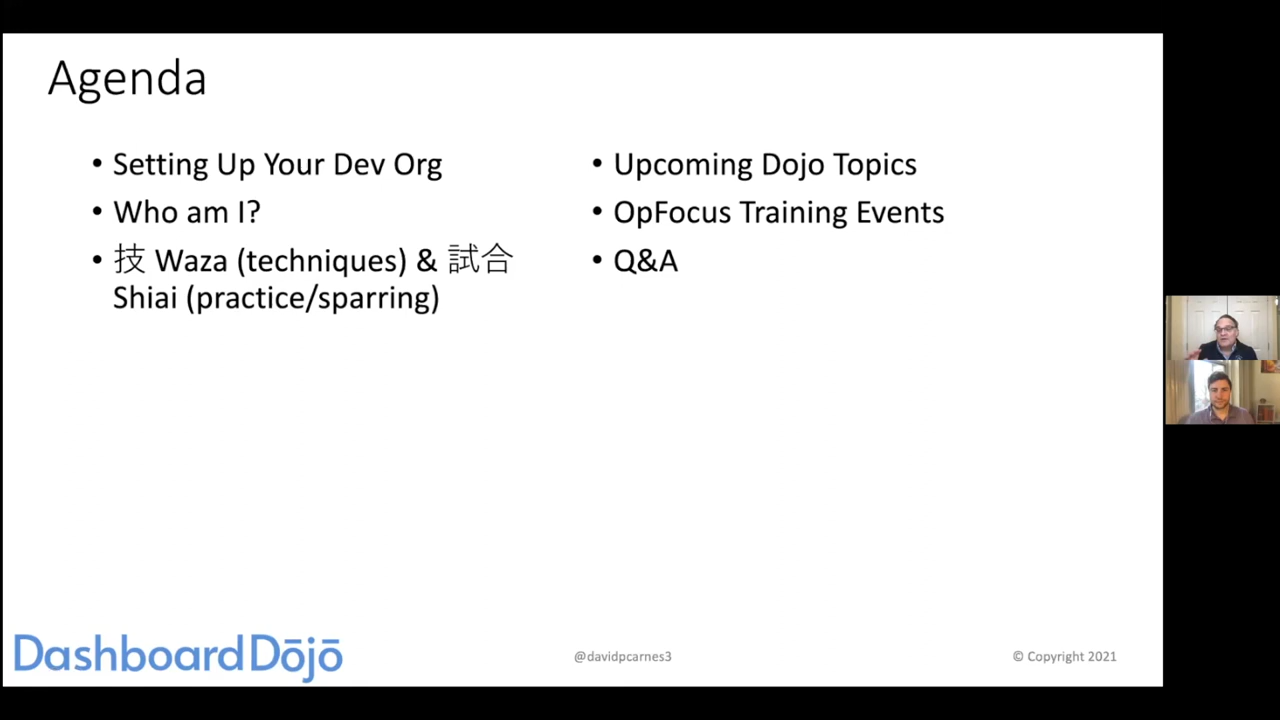 Agenda
• Setting Up Your Dev Org
• Who am I?
• 技 Waza (techniques) & 試合
Shiai (practice/sparring)
• Upcoming Dojo Topics
• OpFocus Training Events
• Q&A
DashboardDōjō
@davidpcarnes3
© Copyright 2021